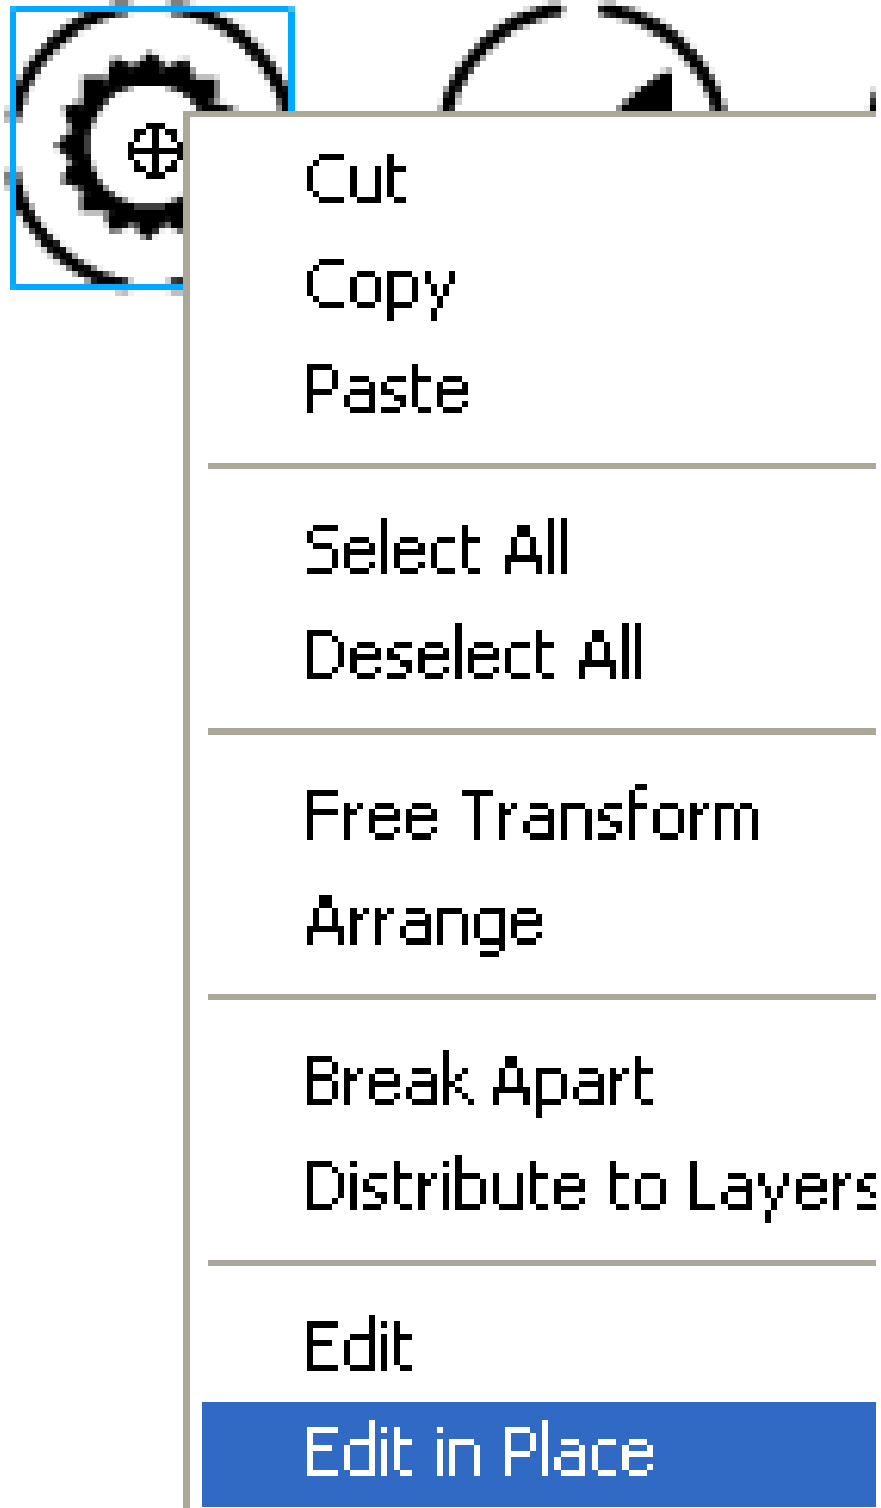 Cut
Copy
Paste
Select All
Deselect All
Free Transform
Arrange
Break Apart
Distribute to Layers
Edit
Edit in Place